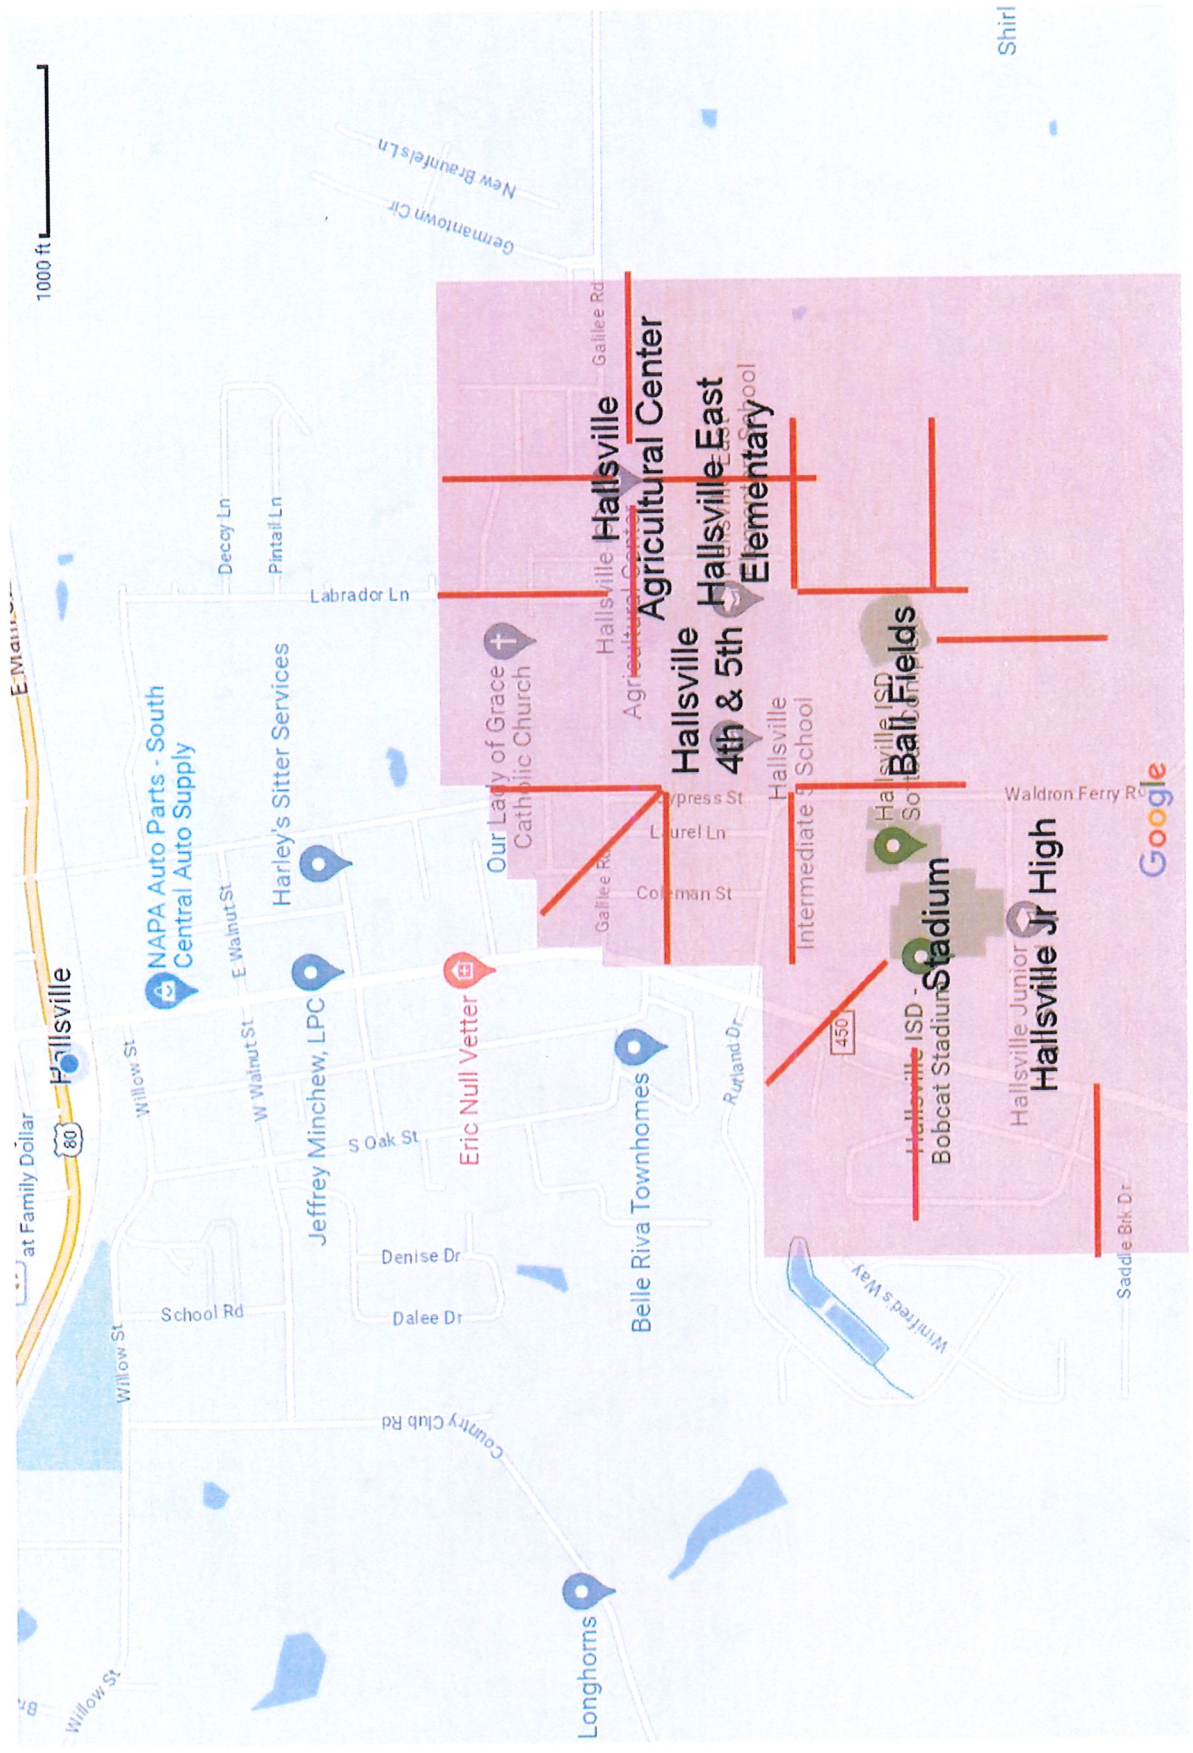 1000 ft
Shirl
New Braunfels Ln
Germantown Cir
Galilee Rd
Decoy Ln
Pintail Ln
Labrador Ln
Hallsville
Agricultural Center
Hallsville East
Elementary
Hallsville
4th & 5th
Ball Fields
Stadium
Hallsville Jr High
Our Lady of Grace
Catholic Church
Hallsville
Intermediate School
Cypress St
Laurel Ln
Coleman St
Galilee Rd
Waldron Ferry Rd
Google
NAPA Auto Parts - South
Central Auto Supply
Harley's Sitter Services
E Walnut St
Hallsville
80
at Family Dollar
Willow St
W Walnut St
Jeffrey Minchew, LPC
S Oak St
Eric Null Vetter
Belle Riva Townhomes
Rutland Dr
450
Hallsville ISD -
Bobcat Stadium
Hallsville Junior
Denise Dr
Dalee Dr
School Rd
Willow St
Country Club Rd
Winifred's Way
Saddle Brk Dr
Longhorns
Willow St